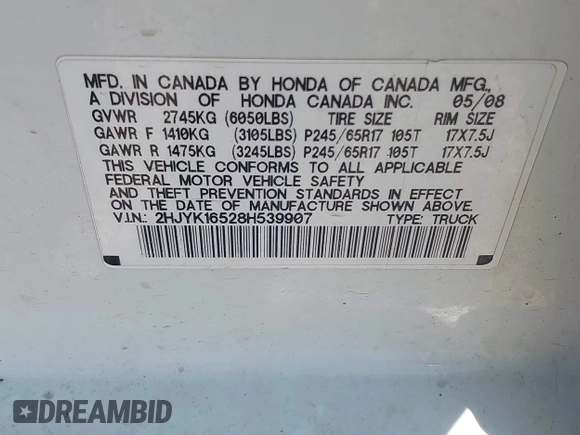 MFD. IN CANADA BY HONDA OF CANADA MFG.,
A DIVISION OF HONDA CANADA INC. 05/08
GVWR 2745KG (6050LBS) TIRE SIZE RIM SIZE
GAWR F 1410KG (3105LBS) P245/65R17 105T 17X7.5J
GAWR R 1475KG (3245LBS) P245/65R17 105T 17X7.5J
THIS VEHICLE CONFORMS TO ALL APPLICABLE
FEDERAL MOTOR VEHICLE SAFETY
AND THEFT PREVENTION STANDARDS IN EFFECT
ON THE DATE OF MANUFACTURE SHOWN ABOVE.
V.I.N.: 2HJYK16528H539907 TYPE: TRUCK
DREAMBID